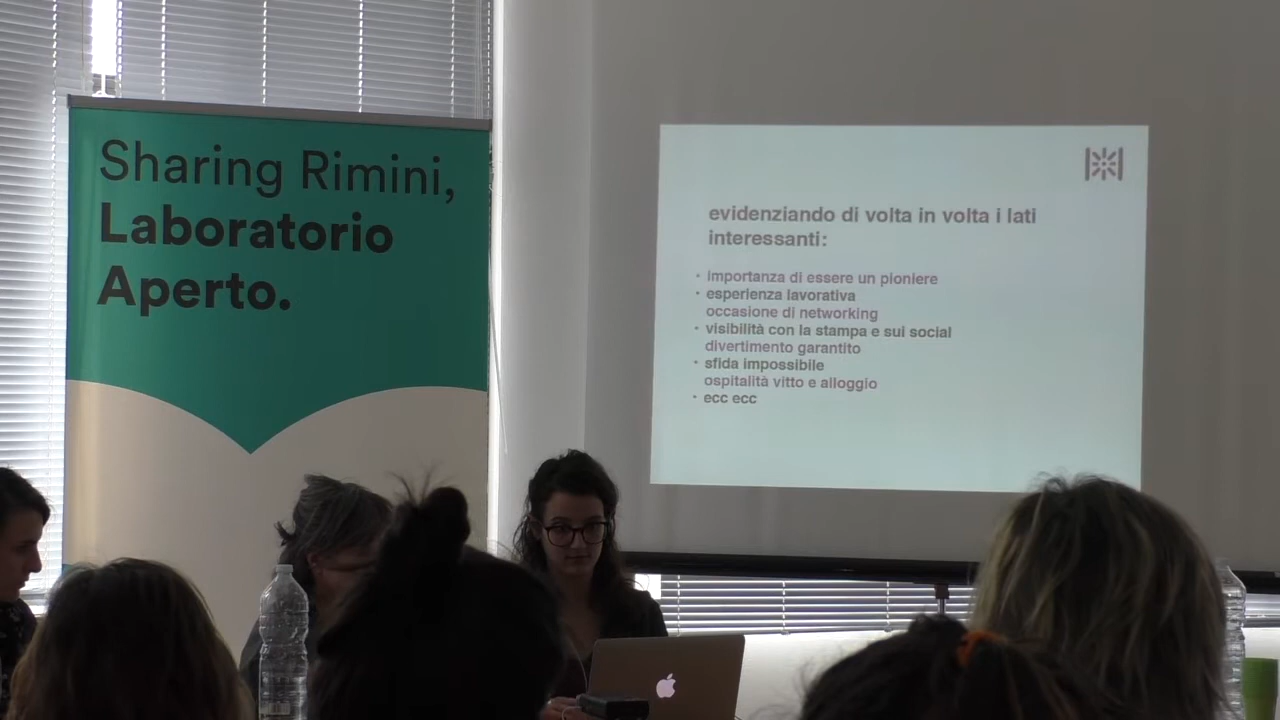 Sharing Rimini,
Laboratorio
Aperto.
evidenziando di volta in volta i lati
interessanti:
• importanza di essere un pioniere
• esperienza lavorativa
occasione di networking
• visibilità con la stampa e sui social
divertimento garantito
• sfida impossibile
ospitalità vitto e alloggio
• ecc ecc